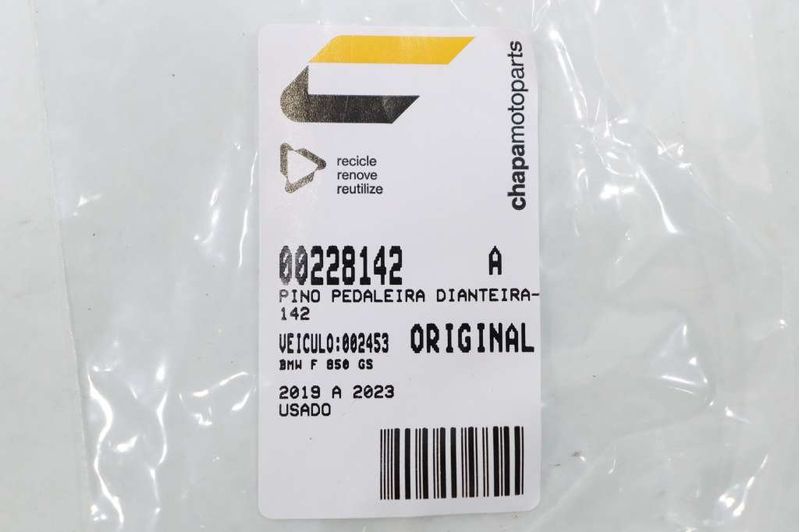 chapamotoparts
recicle
renove
reutilize
00228142 A
PINO PEDALEIRA DIANTEIRA-
142
VEICULO:002453 ORIGINAL
BMW F 850 GS
2019 A 2023
USADO